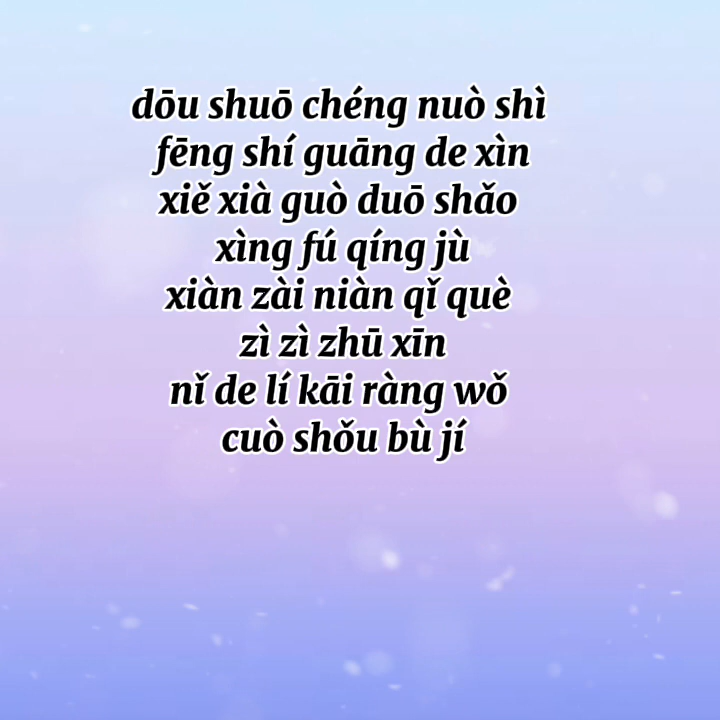 dōu shuō chéng nuò shì
fēng shí guāng de xìn
xiě xià guò duō shǎo
xìng fú qíng jù
xiàn zài niàn qǐ què
zì zì zhū xīn
nǐ de lí kāi ràng wǒ
cuò shǒu bù jí